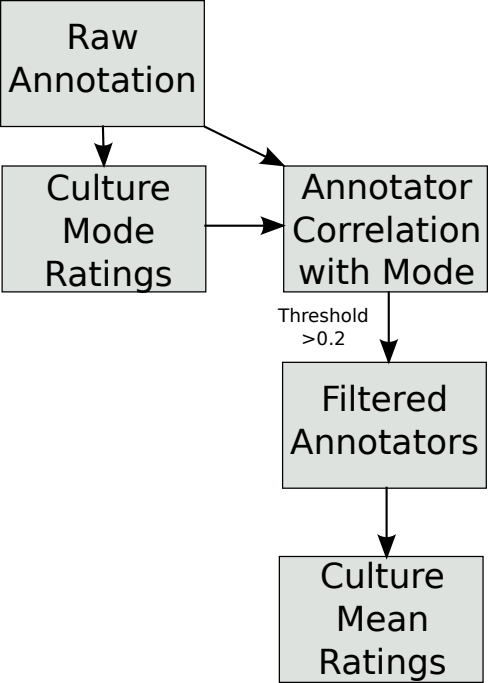 Raw
Annotation
Culture
Mode
Ratings
Annotator
Correlation
with Mode
Threshold
>0.2
Filtered
Annotators
Culture
Mean
Ratings